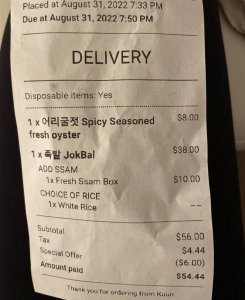 Placed at August 31, 2022 7:33 PM
Due at August 31, 2022 7:50 PM
DELIVERY
Disposable items: Yes
1 x 어리굴젓 Spicy Seasoned $8.00
fresh oyster
1 x 족발 JokBal $38.00
ADD SSAM
1x Fresh Ssam Box $10.00
CHOICE OF RICE
1x White Rice --
Subtotal $56.00
Tax $4.44
Special Offer ($6.00)
Amount paid $54.44
Thank you for ordering from Kuun